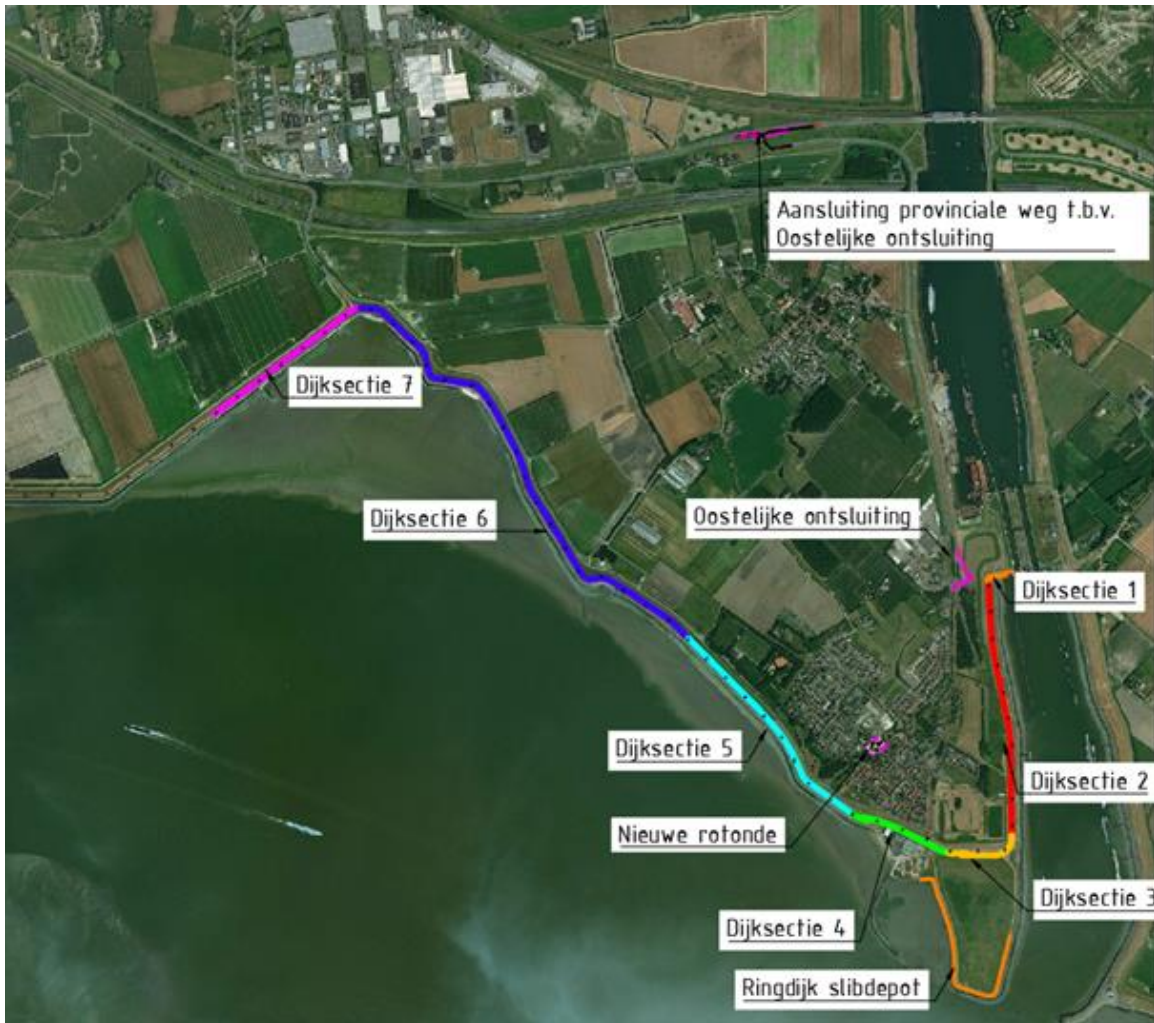 Aansluiting provinciale weg t.b.v.
Oostelijke ontsluiting
Dijksectie 7
Dijksectie 6
Oostelijke ontsluiting
Dijksectie 1
Dijksectie 5
Dijksectie 2
Nieuwe rotonde
Dijksectie 3
Dijksectie 4
Ringdijk slibdepot